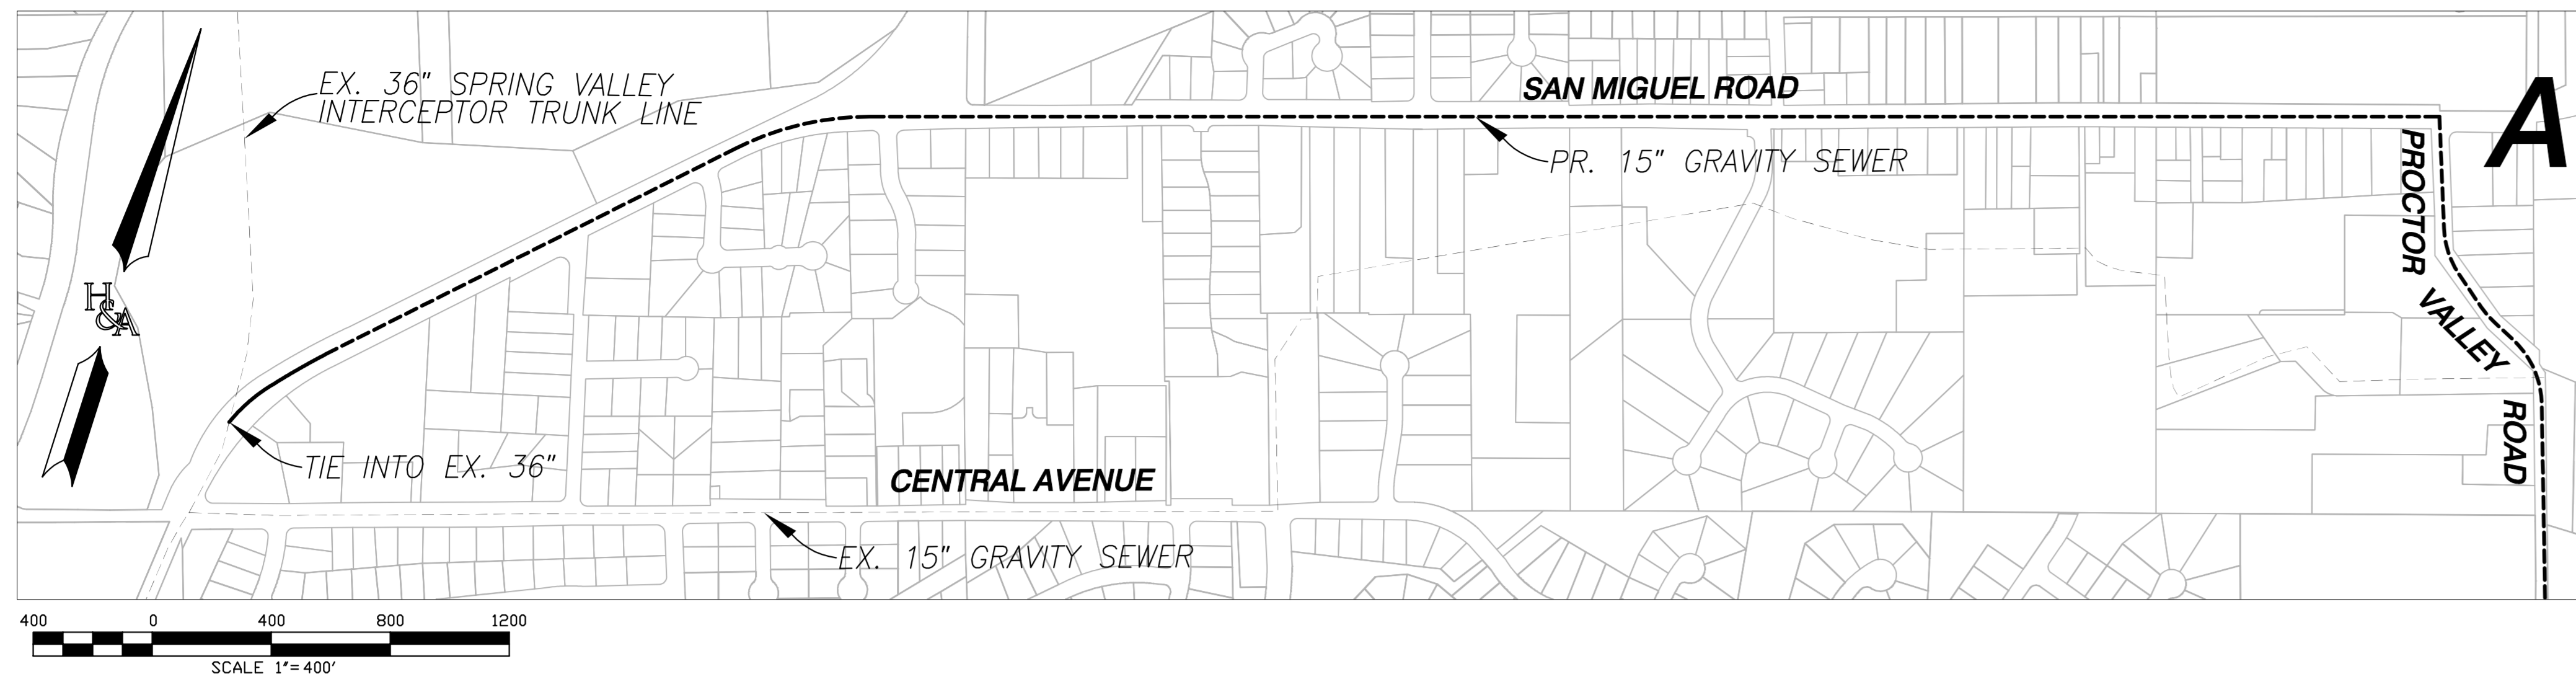 EX. 36" SPRING VALLEY
INTERCEPTOR TRUNK LINE
SAN MIGUEL ROAD
A
PR. 15" GRAVITY SEWER
PROCTOR
VALLEY
ROAD
H
G&A
TIE INTO EX. 36"
CENTRAL AVENUE
EX. 15" GRAVITY SEWER
400 0 400 800 1200
SCALE 1"=400'